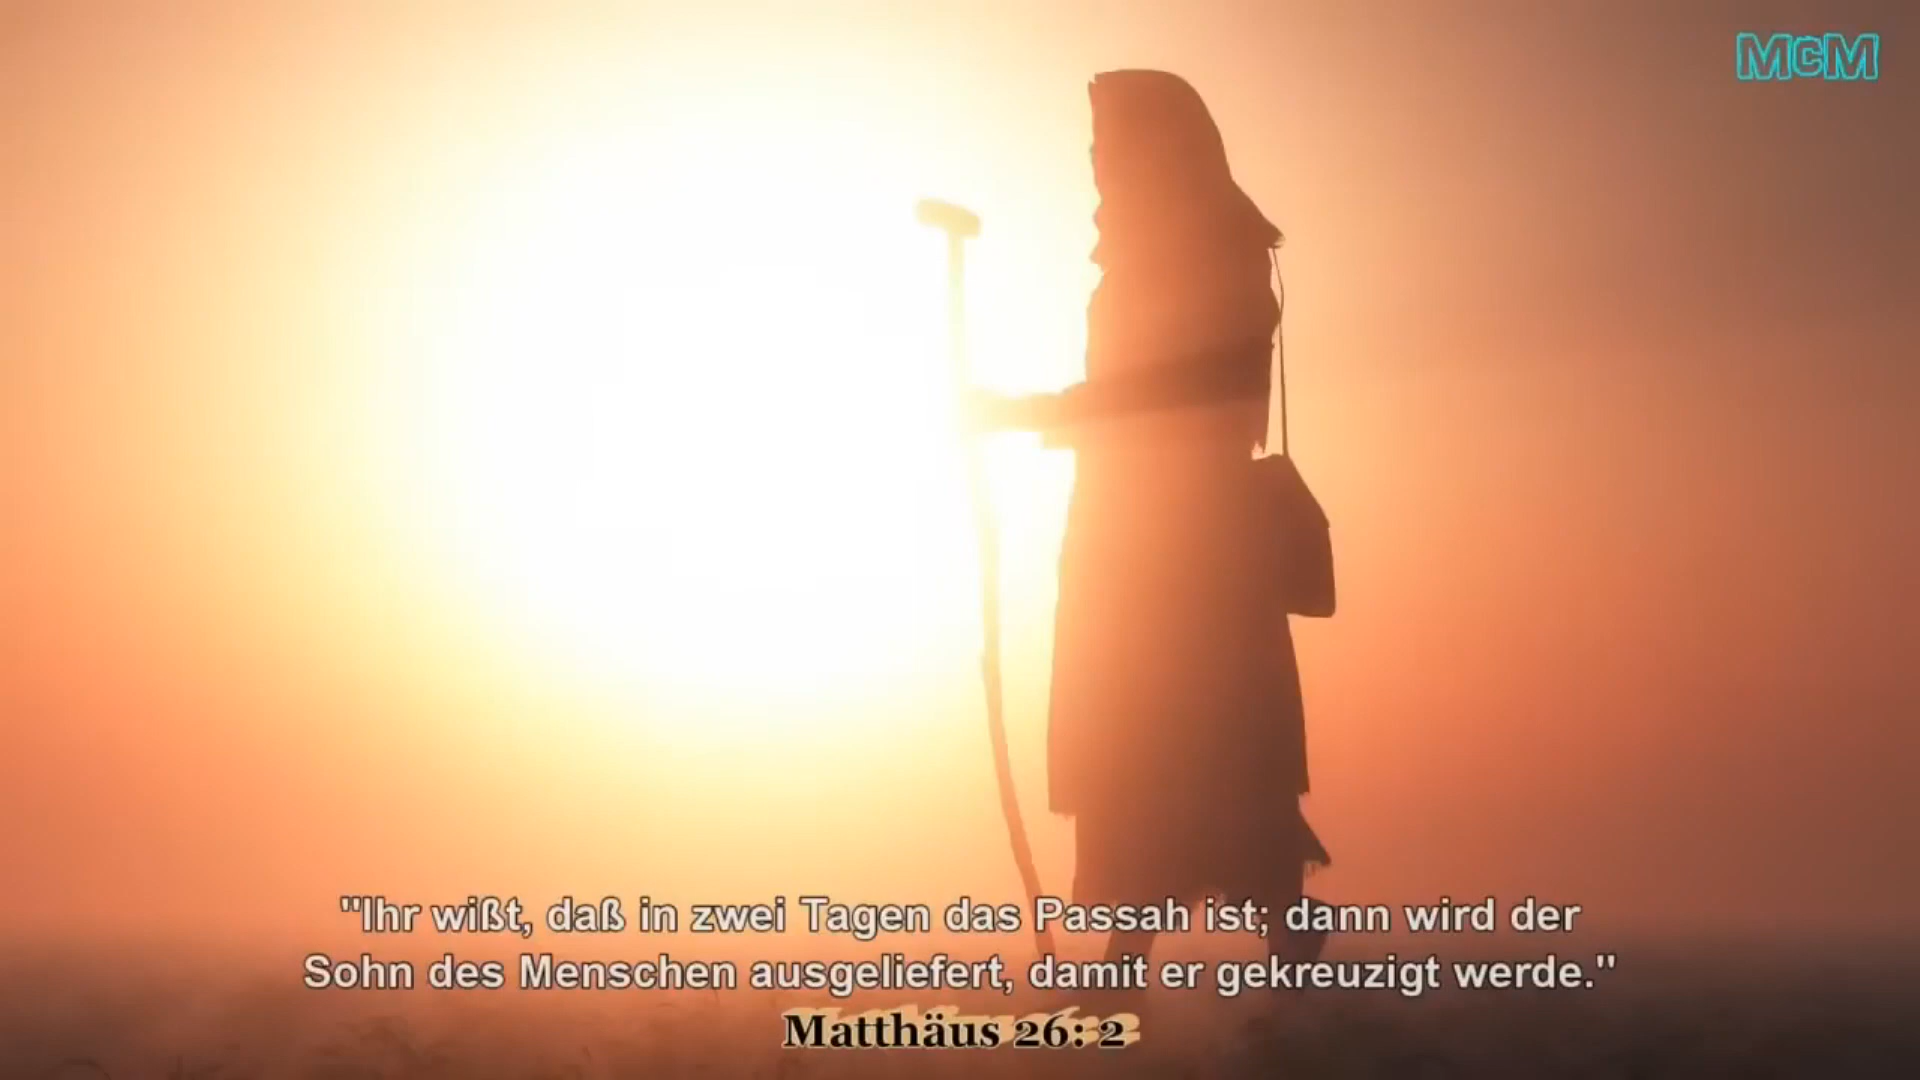 McM
"Ihr wißt, daß in zwei Tagen das Passah ist; dann wird der
Sohn des Menschen ausgeliefert, damit er gekreuzigt werde."
Matthäus 26: 2